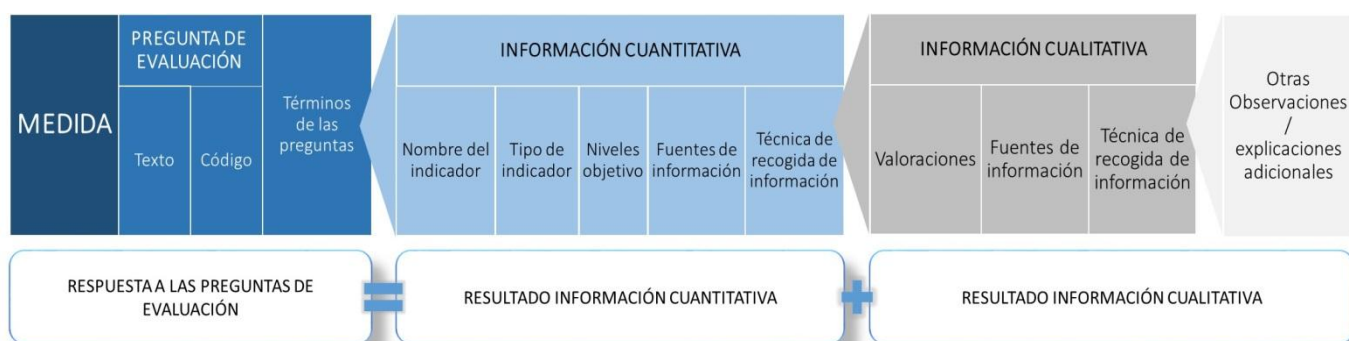 MEDIDA
PREGUNTA DE
EVALUACIÓN
Texto
Código
Términos
de las
preguntas
INFORMACIÓN CUANTITATIVA
Nombre del
indicador
Tipo de
indicador
Niveles
objetivo
Fuentes de
información
Técnica de
recogida de
información
INFORMACIÓN CUALITATIVA
Valoraciones
Fuentes de
información
Técnica de
recogida de
información
Otras
Observaciones
/
explicaciones
adicionales
RESPUESTA A LAS PREGUNTAS DE
EVALUACIÓN
=
RESULTADO INFORMACIÓN CUANTITATIVA
+
RESULTADO INFORMACIÓN CUALITATIVA